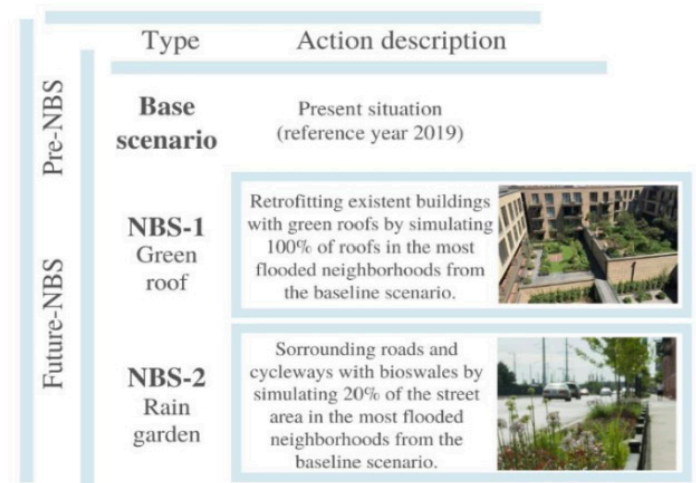 Type
Action description
Pre-NBS
Base
scenario
Present situation
(reference year 2019)
Future-NBS
NBS-1
Green
roof
Retrofitting existent buildings
with green roofs by simulating
100% of roofs in the most
flooded neighborhoods from
the baseline scenario.
NBS-2
Rain
garden
Sorrounding roads and
cycleways with bioswales by
simulating 20% of the street
area in the most flooded
neighborhoods from the
baseline scenario.